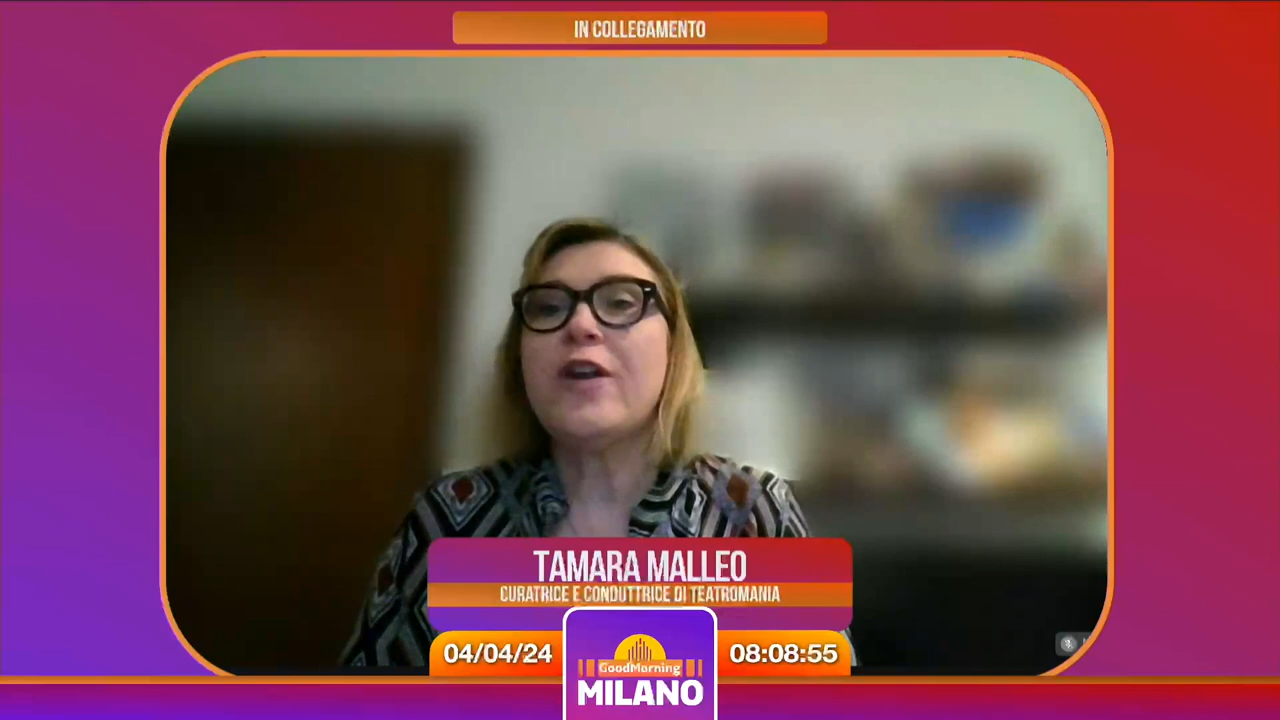 IN COLLEGAMENTO
TAMARA MALLEO
CURATRICE E CONDUTTRICE DI TEATROMANIA
04/04/24
08:08:55
GoodMorning
MILANO